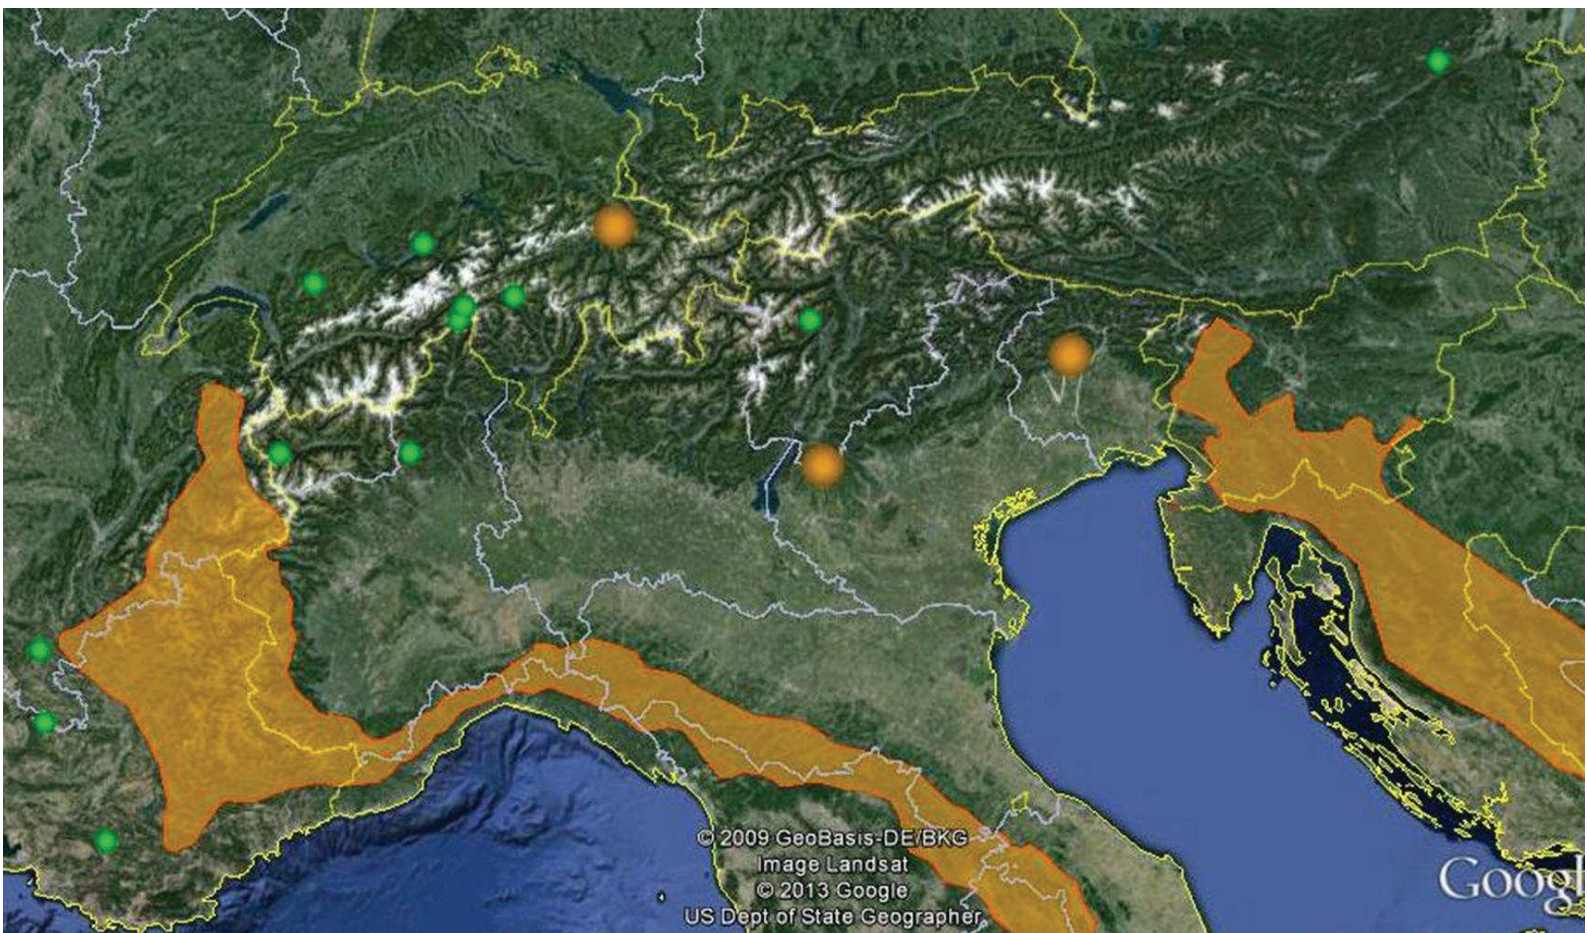 © 2009 GeoBasis-DE/BKG
Image Landsat
© 2013 Google
US Dept of State Geographer
Googl